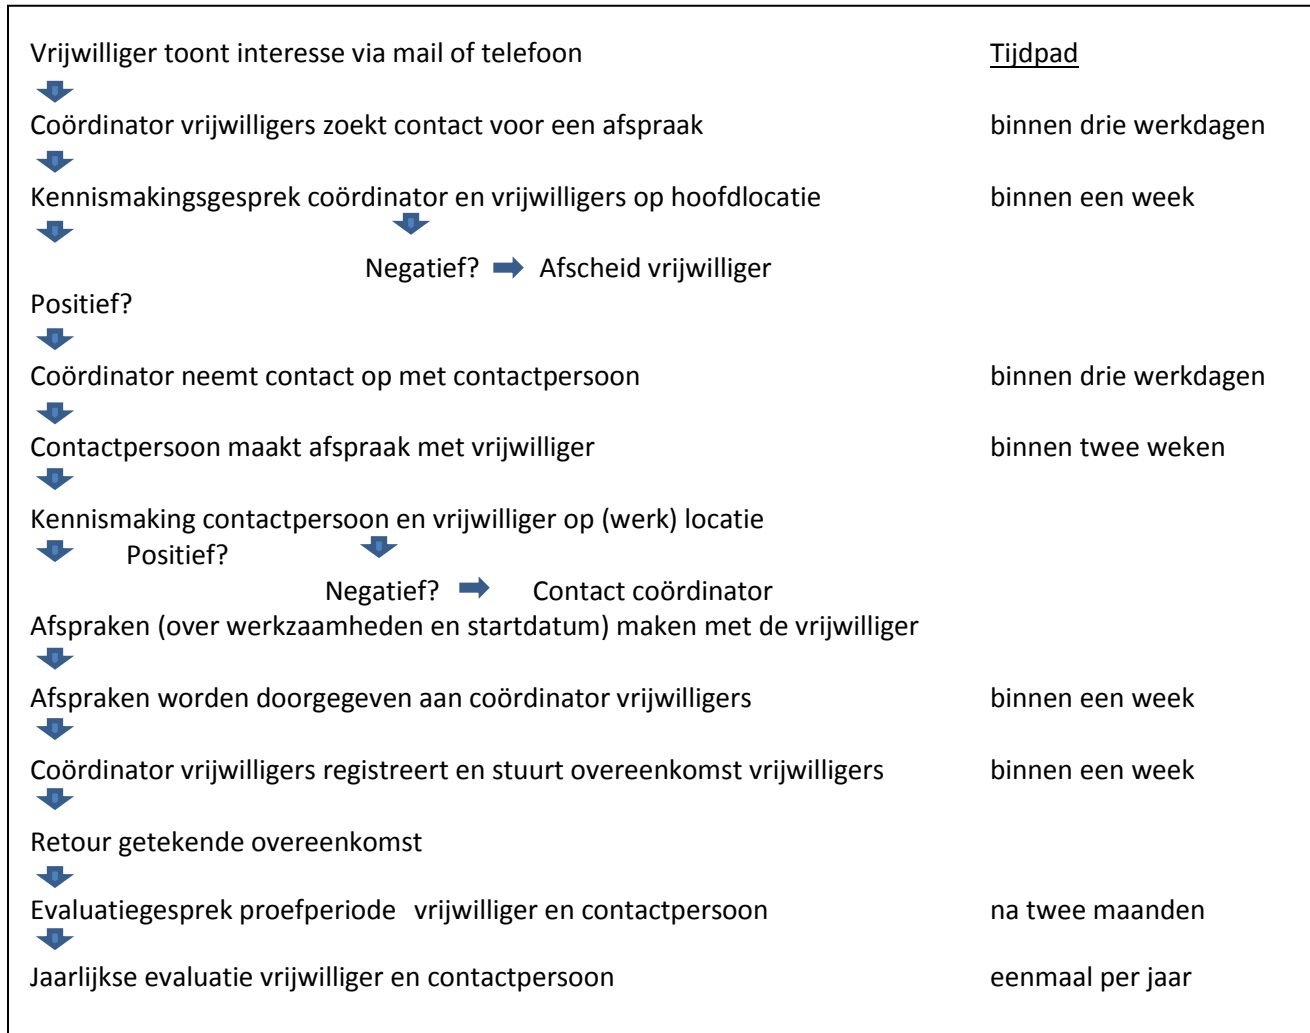 Vrijwilliger toont interesse via mail of telefoon Tijdpad
Coördinator vrijwilligers zoekt contact voor een afspraak binnen drie werkdagen
Kennismakingsgesprek coördinator en vrijwilligers op hoofdlocatie binnen een week
Negatief? Afscheid vrijwilliger
Positief?
Coördinator neemt contact op met contactpersoon binnen drie werkdagen
Contactpersoon maakt afspraak met vrijwilliger binnen twee weken
Kennismaking contactpersoon en vrijwilliger op (werk) locatie
Positief?
Negatief? Contact coördinator
Afspraken (over werkzaamheden en startdatum) maken met de vrijwilliger
Afspraken worden doorgegeven aan coördinator vrijwilligers binnen een week
Coördinator vrijwilligers registreert en stuurt overeenkomst vrijwilligers binnen een week
Retour getekende overeenkomst
Evaluatiegesprek proefperiode vrijwilliger en contactpersoon na twee maanden
Jaarlijkse evaluatie vrijwilliger en contactpersoon eenmaal per jaar